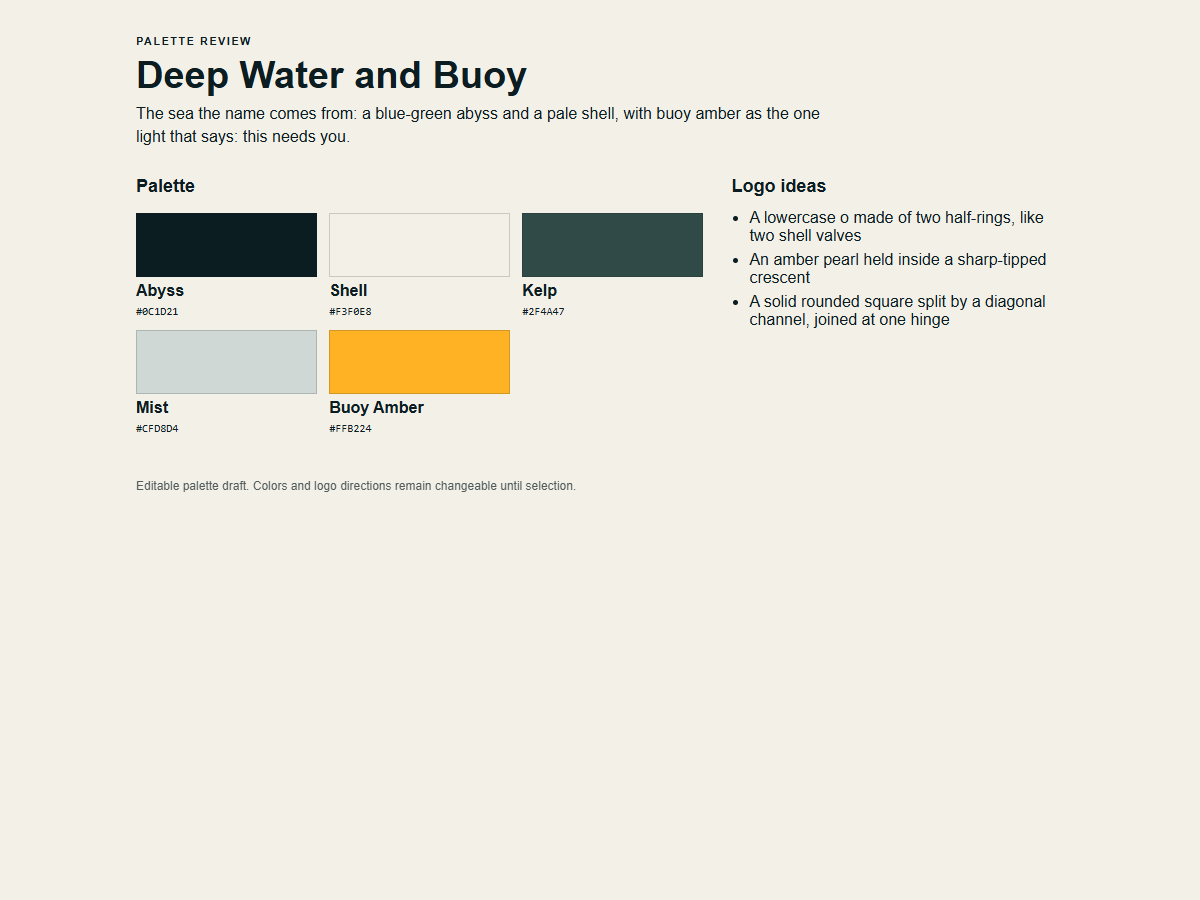 PALETTE REVIEW
Deep Water and Buoy
The sea the name comes from: a blue-green abyss and a pale shell, with buoy amber as the one
light that says: this needs you.
Palette
Abyss
#0C1D21
Shell
#F3F0E8
Kelp
#2F4A47
Mist
#CFD8D4
Buoy Amber
#FFB224
Logo ideas
A lowercase o made of two half-rings, like
two shell valves
An amber pearl held inside a sharp-tipped
crescent
A solid rounded square split by a diagonal
channel, joined at one hinge
Editable palette draft. Colors and logo directions remain changeable until selection.